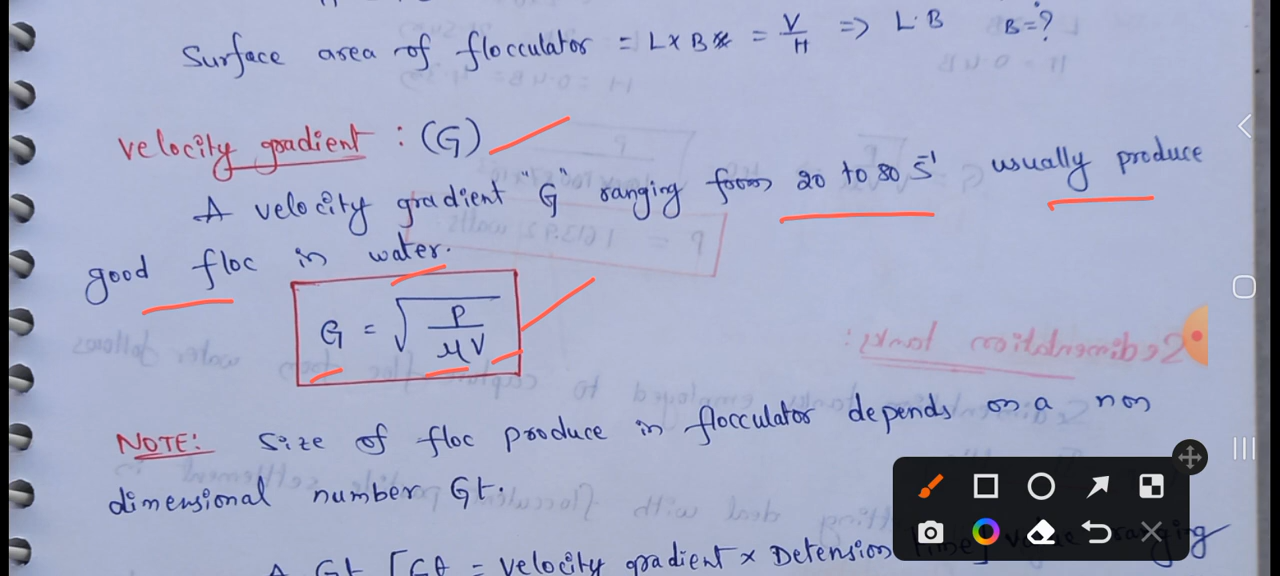 Surface area of flocculator = L x B = V/H => L.B B=?
velocity gradient : (G)
A velocity gradient "G" ranging from 20 to 80 s⁻¹ usually produce
good floc in water.
G = √(P/μV)
NOTE: Size of floc produce in flocculator depends on a non
dimensional number Gt.
A Gt [Gt = velocity gradient x Detension